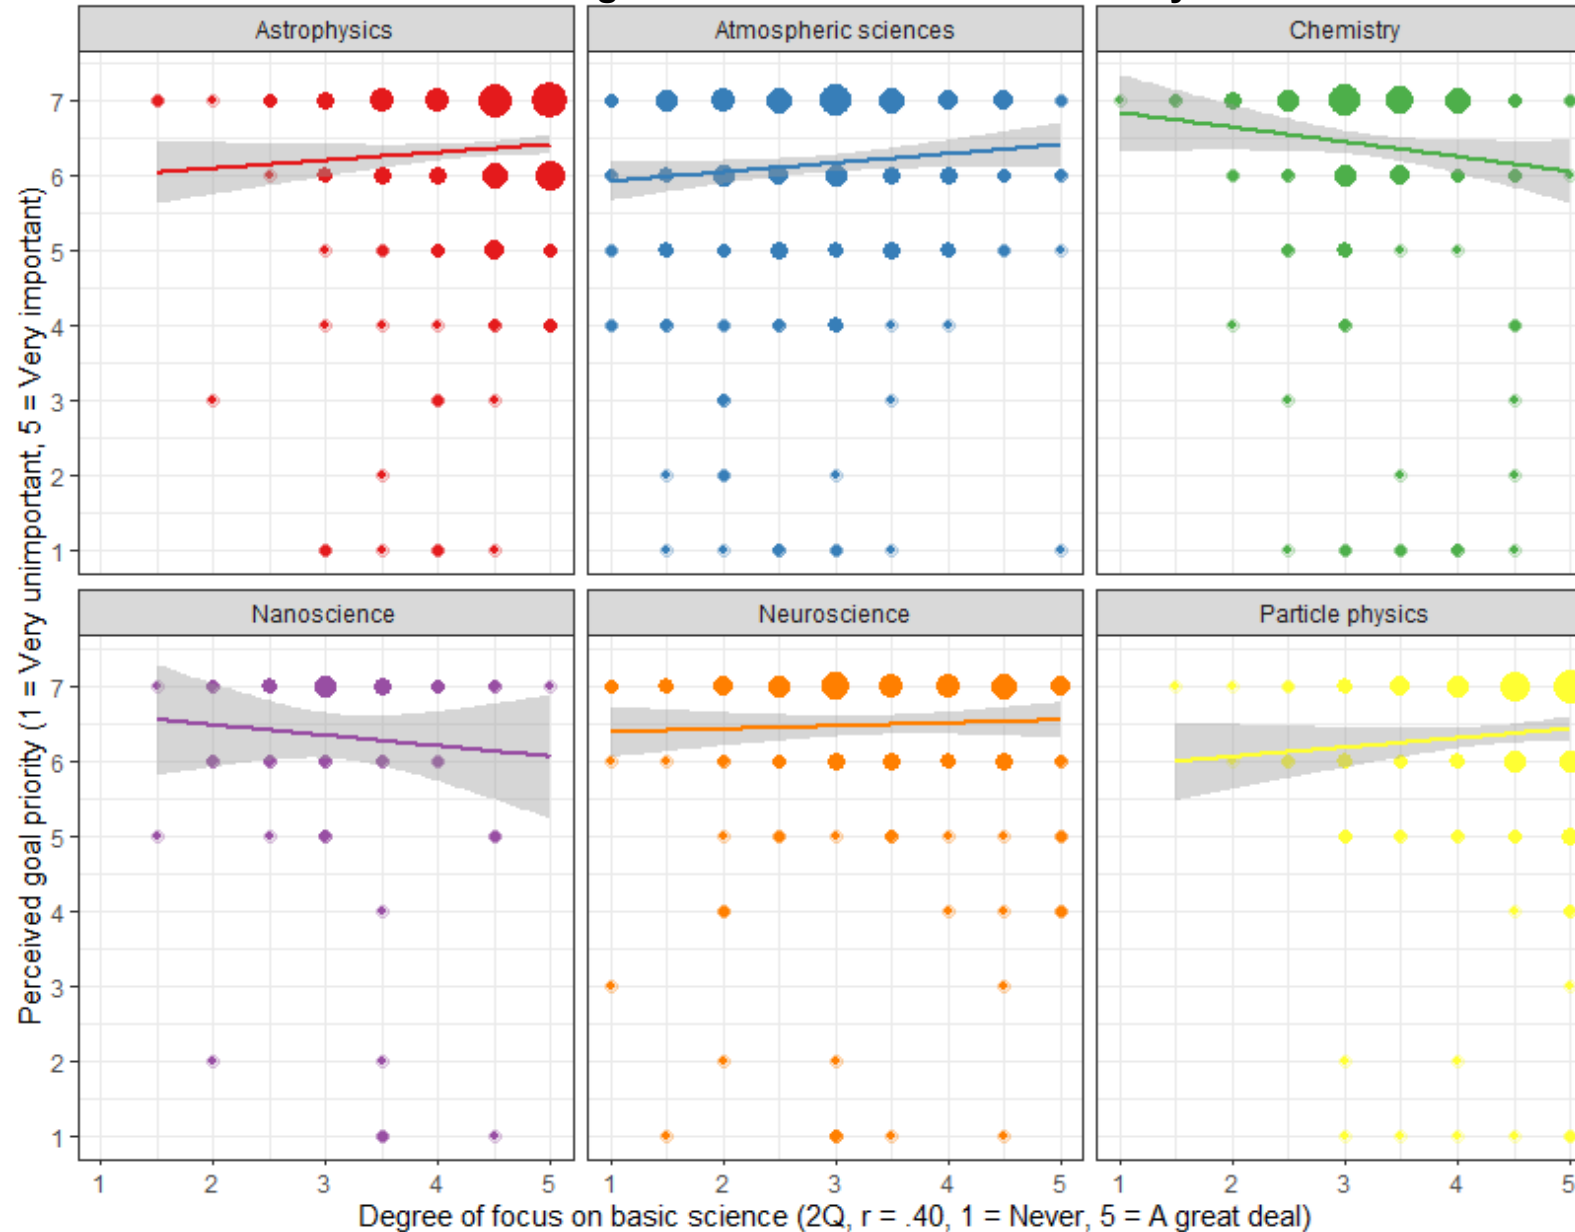 Astrophysics
Atmospheric sciences
Chemistry
7
6
5
4
3
2
1
Nanoscience
Neuroscience
Particle physics
7
6
5
4
3
2
1
1 2 3 4 5 1 2 3 4 5 1 2 3 4 5
Perceived goal priority (1 = Very unimportant, 5 = Very important)
Degree of focus on basic science (2Q, r = .40, 1 = Never, 5 = A great deal)